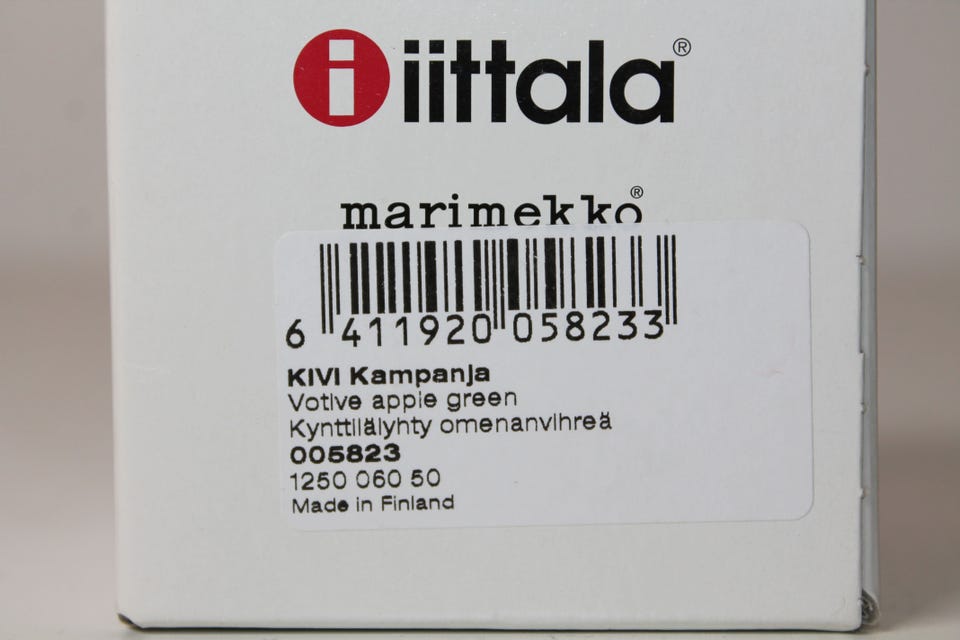 i iittala®
marimekko®
6 411920 058233
KIVI Kampanja
Votive apple green
Kynttilälyhty omenanvihreä
005823
1250 060 50
Made in Finland